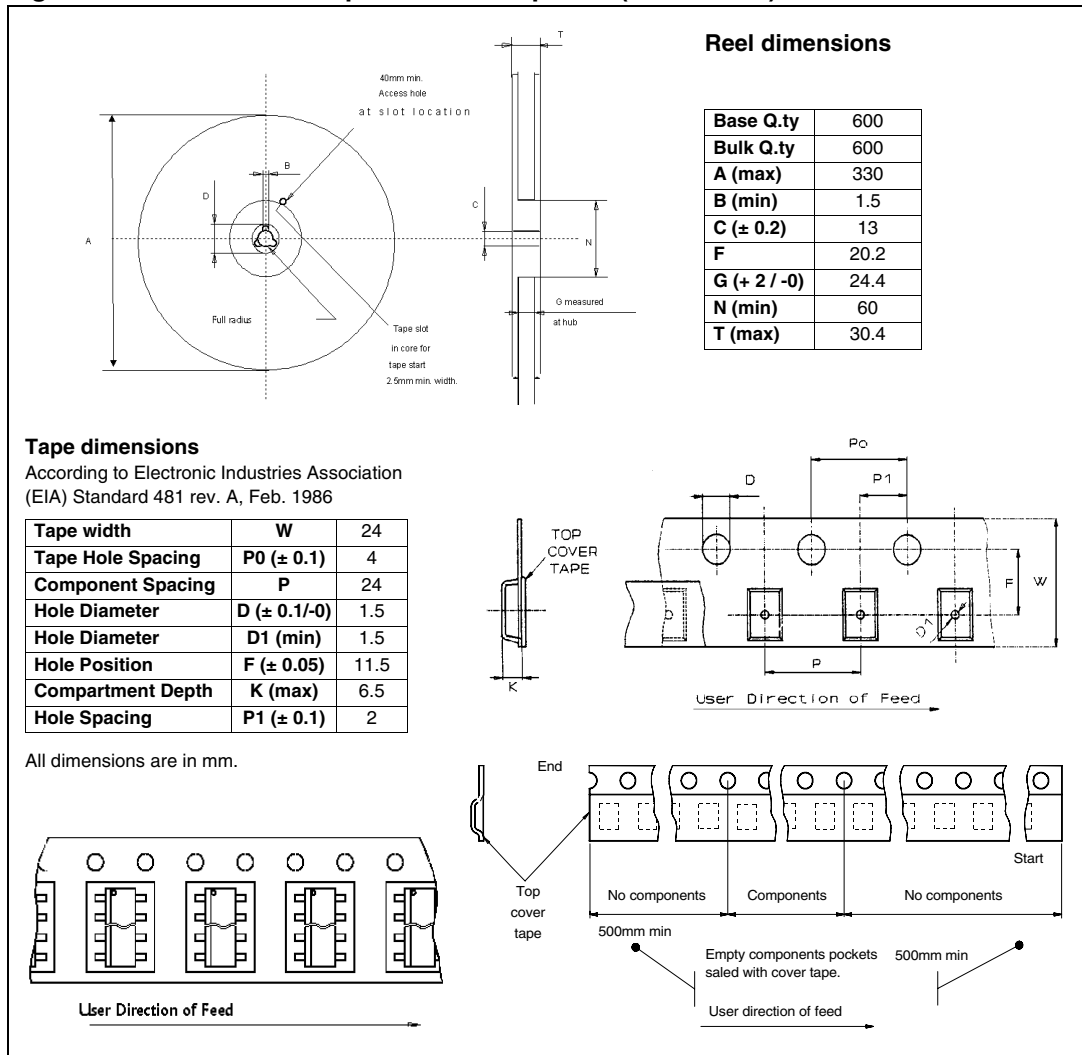 40mm min.
Access hole
at slot location
T
B
D
C
A
N
G measured
at hub
Full radius
Tape slot
in core for
tape start
2.5mm min. width.
Reel dimensions
Base Q.ty 600
Bulk Q.ty 600
A (max) 330
B (min) 1.5
C (± 0.2) 13
F 20.2
G (+ 2 / -0) 24.4
N (min) 60
T (max) 30.4
Tape dimensions
According to Electronic Industries Association
(EIA) Standard 481 rev. A, Feb. 1986
Tape width W 24
Tape Hole Spacing P0 (± 0.1) 4
Component Spacing P 24
Hole Diameter D (± 0.1/-0) 1.5
Hole Diameter D1 (min) 1.5
Hole Position F (± 0.05) 11.5
Compartment Depth K (max) 6.5
Hole Spacing P1 (± 0.1) 2
All dimensions are in mm.
Po
D
P1
TOP
COVER
TAPE
F
W
D1
K
P
User Direction of Feed
End
Start
Top
cover
tape
No components
Components
No components
500mm min
Empty components pockets
saled with cover tape.
500mm min
User direction of feed
User Direction of Feed